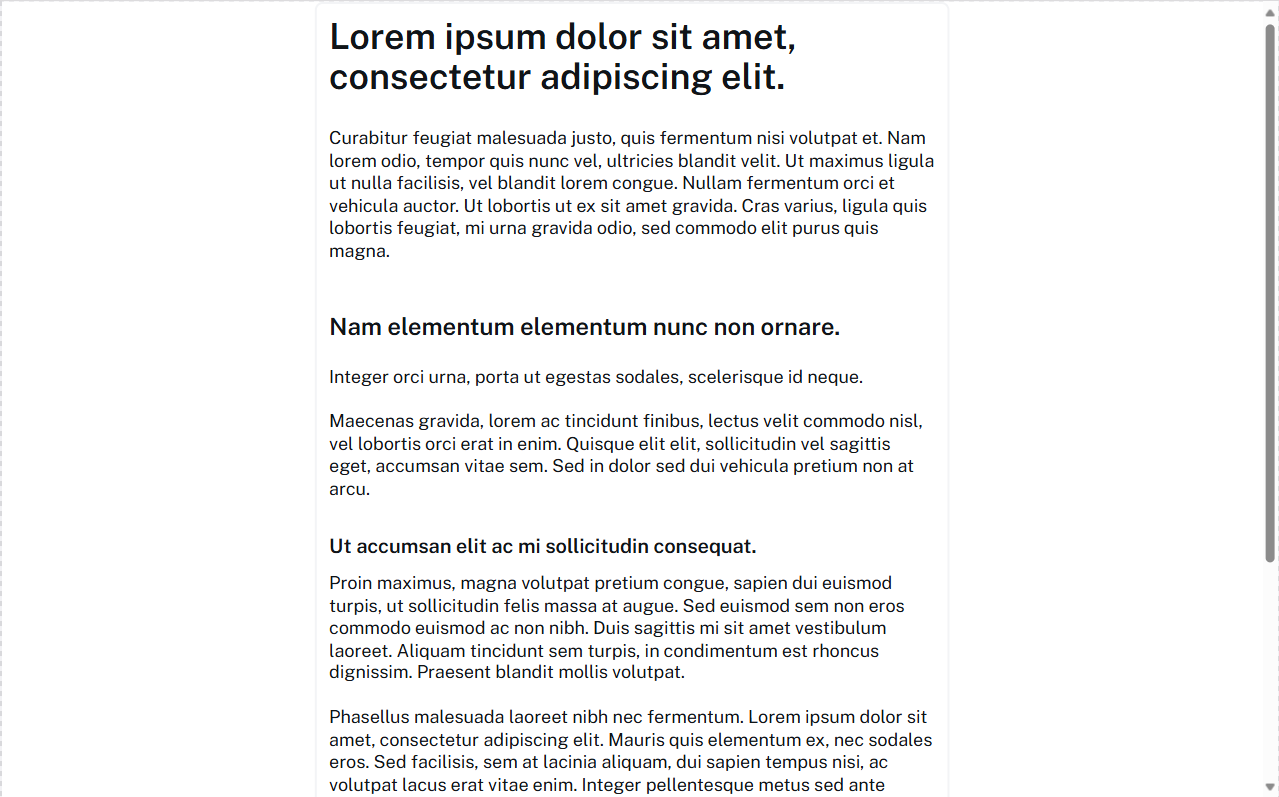 Lorem ipsum dolor sit amet,
consectetur adipiscing elit.
Curabitur feugiat malesuada justo, quis fermentum nisi volutpat et. Nam
lorem odio, tempor quis nunc vel, ultricies blandit velit. Ut maximus ligula
ut nulla facilisis, vel blandit lorem congue. Nullam fermentum orci et
vehicula auctor. Ut lobortis ut ex sit amet gravida. Cras varius, ligula quis
lobortis feugiat, mi urna gravida odio, sed commodo elit purus quis
magna.
Nam elementum elementum nunc non ornare.
Integer orci urna, porta ut egestas sodales, scelerisque id neque.
Maecenas gravida, lorem ac tincidunt finibus, lectus velit commodo nisl,
vel lobortis orci erat in enim. Quisque elit elit, sollicitudin vel sagittis
eget, accumsan vitae sem. Sed in dolor sed dui vehicula pretium non at
arcu.
Ut accumsan elit ac mi sollicitudin consequat.
Proin maximus, magna volutpat pretium congue, sapien dui euismod
turpis, ut sollicitudin felis massa at augue. Sed euismod sem non eros
commodo euismod ac non nibh. Duis sagittis mi sit amet vestibulum
laoreet. Aliquam tincidunt sem turpis, in condimentum est rhoncus
dignissim. Praesent blandit mollis volutpat.
Phasellus malesuada laoreet nibh nec fermentum. Lorem ipsum dolor sit
amet, consectetur adipiscing elit. Mauris quis elementum ex, nec sodales
eros. Sed facilisis, sem at lacinia aliquam, dui sapien tempus nisi, ac
volutpat lacus erat vitae enim. Integer pellentesque metus sed ante